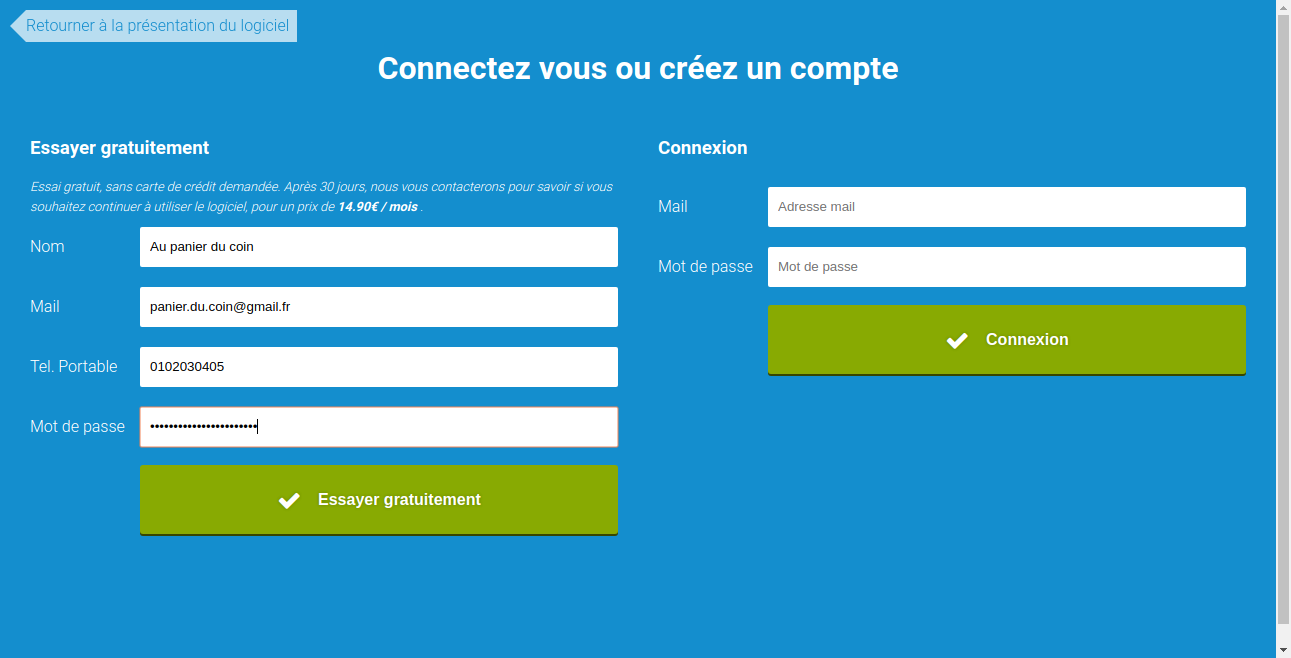 Retourner à la présentation du logiciel
Connectez vous ou créez un compte
Essayer gratuitement
Essai gratuit, sans carte de crédit demandée. Après 30 jours, nous vous contacterons pour savoir si vous
souhaitez continuer à utiliser le logiciel, pour un prix de 14.90€ / mois .
Nom
Au panier du coin
Mail
panier.du.coin@gmail.fr
Tel. Portable
0102030405
Mot de passe
•••••••••••••••••••••••
Essayer gratuitement
Connexion
Mail
Adresse mail
Mot de passe
Mot de passe
Connexion